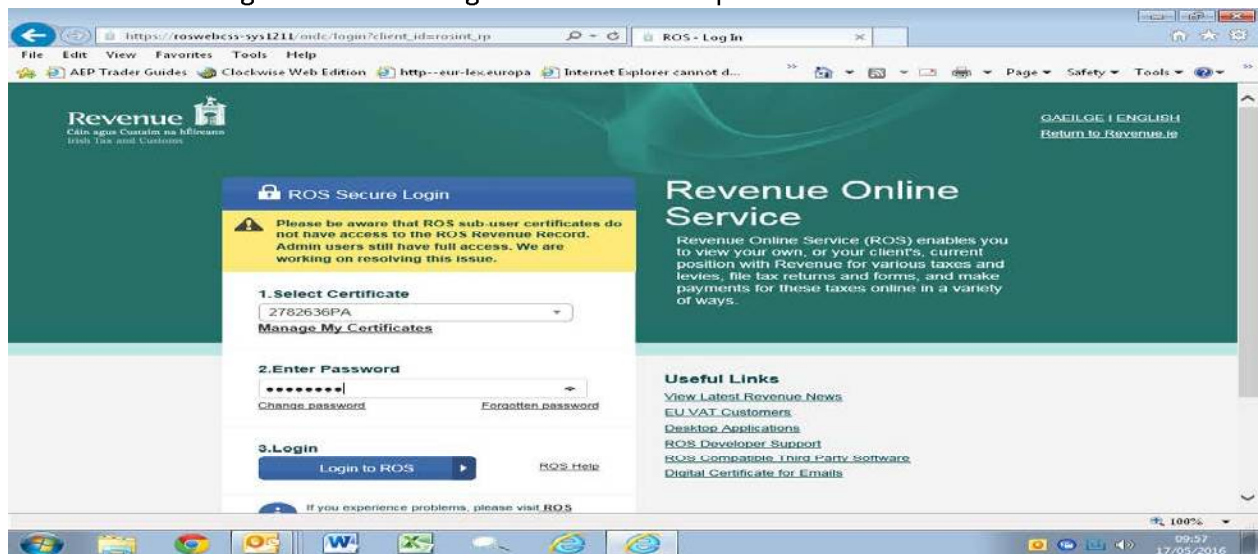 https://roswebcss-sys1211/oidc/login?client_id=rosint_rp
ROS - Log In
File Edit View Favorites Tools Help
AEP Trader Guides Clockwise Web Edition http--eur-lex.europa Internet Explorer cannot d... Page Safety Tools
Revenue
Cáin agus Custaim na hÉireann
Irish Tax and Customs
GAEILGE | ENGLISH
Return to Revenue.ie
ROS Secure Login
Please be aware that ROS sub-user certificates do
not have access to the ROS Revenue Record.
Admin users still have full access. We are
working on resolving this issue.
1.Select Certificate
2782636PA
Manage My Certificates
2.Enter Password
Change password Forgotten password
3.Login
Login to ROS ROS Help
If you experience problems, please visit ROS
Revenue Online
Service
Revenue Online Service (ROS) enables you
to view your own, or your client's, current
position with Revenue for various taxes and
levies, file tax returns and forms, and make
payments for these taxes online in a variety
of ways.
Useful Links
View Latest Revenue News
EU VAT Customers
Desktop Applications
ROS Developer Support
ROS Compatible Third Party Software
Digital Certificate for Emails
100%
09:57
17/05/2016